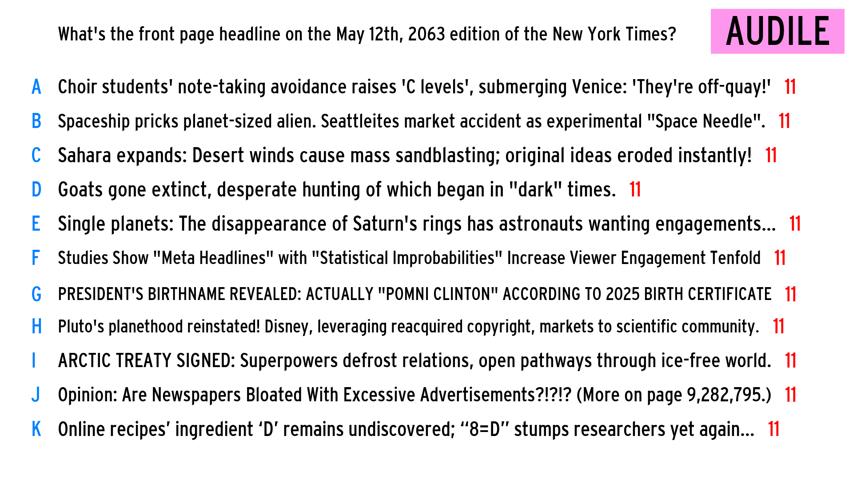 What's the front page headline on the May 12th, 2063 edition of the New York Times?
AUDILE
A Choir students' note-taking avoidance raises 'C levels', submerging Venice: 'They're off-quay!' 11
B Spaceship pricks planet-sized alien. Seattleites market accident as experimental "Space Needle". 11
C Sahara expands: Desert winds cause mass sandblasting; original ideas eroded instantly! 11
D Goats gone extinct, desperate hunting of which began in "dark" times. 11
E Single planets: The disappearance of Saturn's rings has astronauts wanting engagements... 11
F Studies Show "Meta Headlines" with "Statistical Improbabilities" Increase Viewer Engagement Tenfold 11
G PRESIDENT'S BIRTHNAME REVEALED: ACTUALLY "POMNI CLINTON" ACCORDING TO 2025 BIRTH CERTIFICATE 11
H Pluto's planethood reinstated! Disney, leveraging reacquired copyright, markets to scientific community. 11
I ARCTIC TREATY SIGNED: Superpowers defrost relations, open pathways through ice-free world. 11
J Opinion: Are Newspapers Bloated With Excessive Advertisements?!?!? (More on page 9,282,795.) 11
K Online recipes’ ingredient ‘D’ remains undiscovered; “8=D” stumps researchers yet again... 11